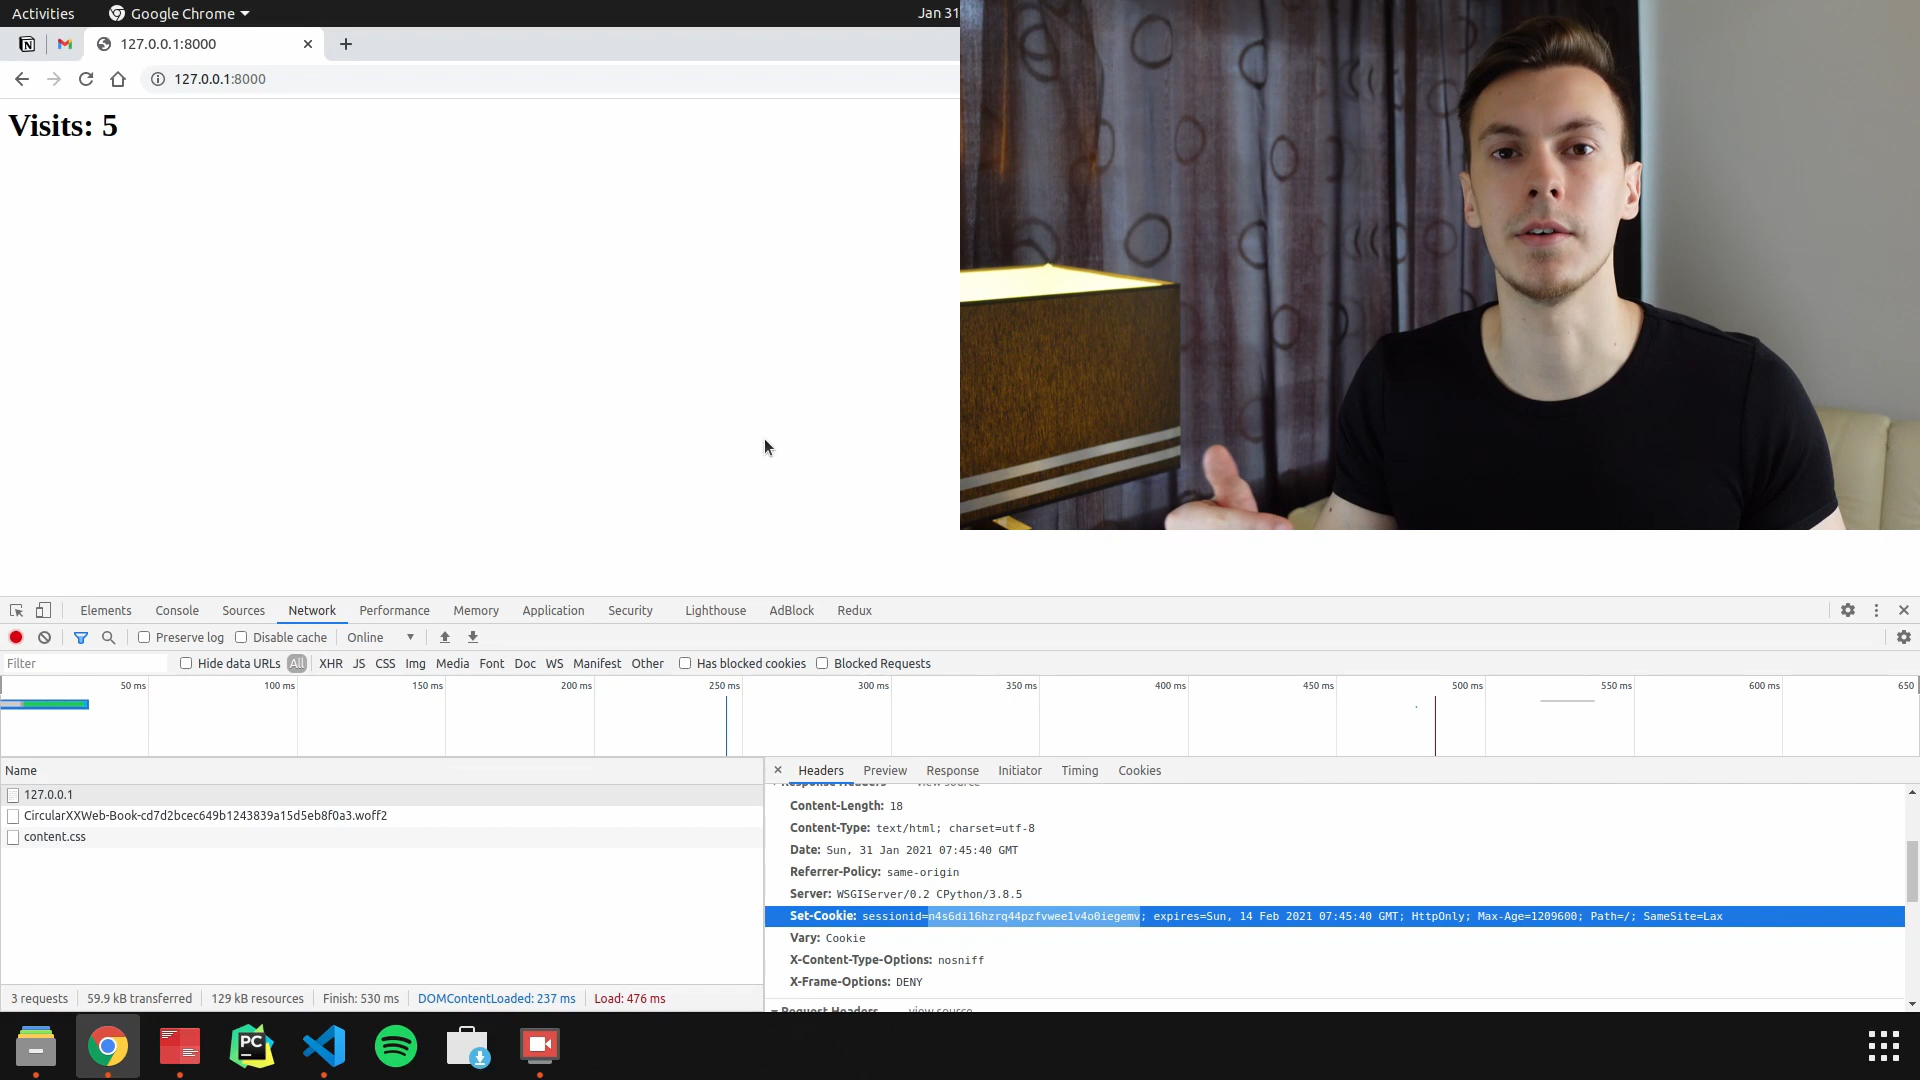 Activities
Google Chrome
Jan 31
127.0.0.1:8000
127.0.0.1:8000
Visits: 5
Elements Console Sources Network Performance Memory Application Security Lighthouse AdBlock Redux
Preserve log Disable cache Online
Filter Hide data URLs All XHR JS CSS Img Media Font Doc WS Manifest Other Has blocked cookies Blocked Requests
50 ms 100 ms 150 ms 200 ms 250 ms 300 ms 350 ms 400 ms 450 ms 500 ms 550 ms 600 ms 650
Name
127.0.0.1
CircularXXWeb-Book-cd7d2bcec649b1243839a15d5eb8f0a3.woff2
content.css
3 requests 59.9 kB transferred 129 kB resources Finish: 530 ms DOMContentLoaded: 237 ms Load: 476 ms
Headers Preview Response Initiator Timing Cookies
Response Headers view source
Content-Length: 18
Content-Type: text/html; charset=utf-8
Date: Sun, 31 Jan 2021 07:45:40 GMT
Referrer-Policy: same-origin
Server: WSGIServer/0.2 CPython/3.8.5
Set-Cookie: sessionid=n4s6di16hzrq44pzfvwee1v4o0iegemv; expires=Sun, 14 Feb 2021 07:45:40 GMT; HttpOnly; Max-Age=1209600; Path=/; SameSite=Lax
Vary: Cookie
X-Content-Type-Options: nosniff
X-Frame-Options: DENY
Request Headers view source
PC